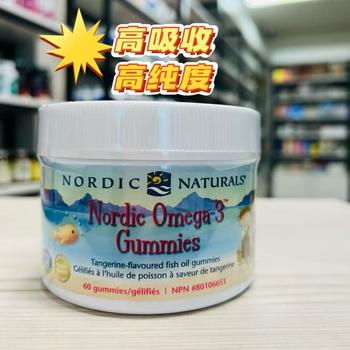 高吸收
高纯度
NORDIC NATURALS®
Nordic Omega-3™
Gummies
Tangerine-flavoured fish oil gummies
Gélifiés à l'huile de poisson à saveur de tangerine
60 gummies/gélifiés | NPN #80106653